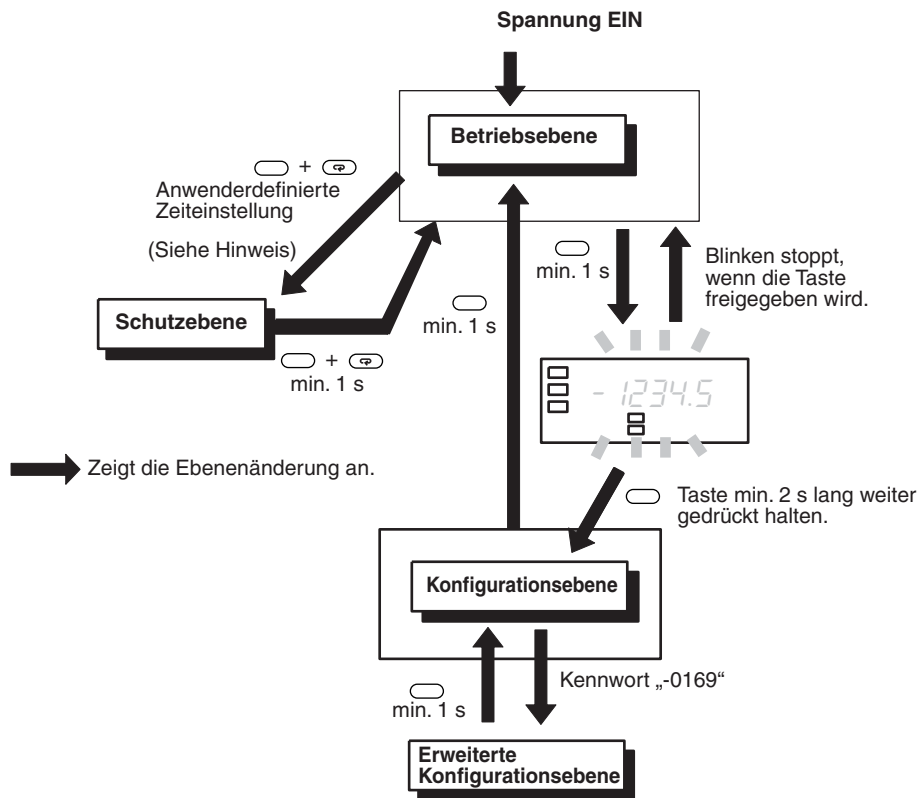 Spannung EIN
Betriebsebene
+
Anwenderdefinierte
Zeiteinstellung
(Siehe Hinweis)
min. 1 s
Blinken stoppt,
wenn die Taste
freigegeben wird.
Schutzebene
min. 1 s
+
min. 1 s
- 1234.5
Zeigt die Ebenenänderung an.
Taste min. 2 s lang weiter
gedrückt halten.
Konfigurationsebene
Kennwort „-0169“
min. 1 s
Erweiterte
Konfigurationsebene